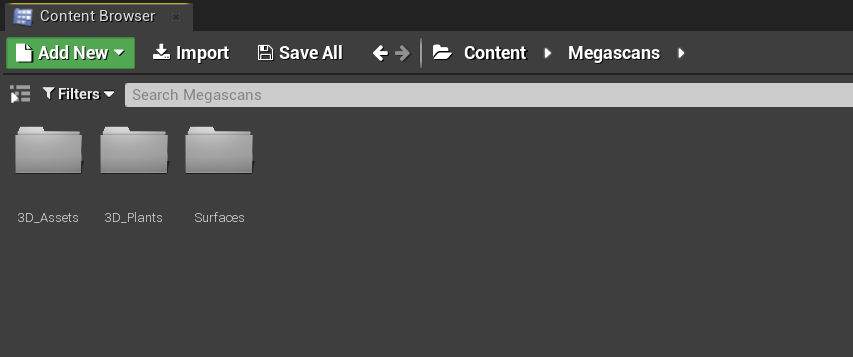 Content Browser
Add New Import Save All Content Megascans
Filters Search Megascans
3D_Assets 3D_Plants Surfaces